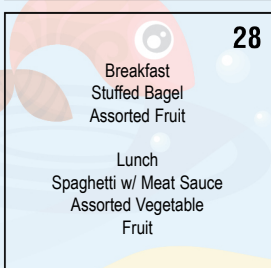 28
Breakfast
Stuffed Bagel
Assorted Fruit
Lunch
Spaghetti w/ Meat Sauce
Assorted Vegetable
Fruit